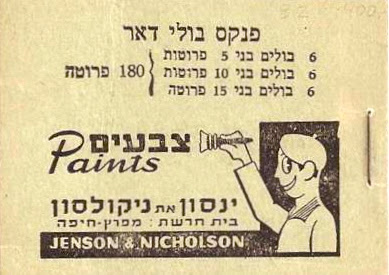 פנקס בולי דאר
6 בולים בני 5 פרוטות
6 בולים בני 10 פרוטות
6 בולים בני 15 פרוטה
180 פרוטה
צבעים
Paints
ינסון את ניקולסון
בית חרשת: מפרץ-חיפה
JENSON & NICHOLSON